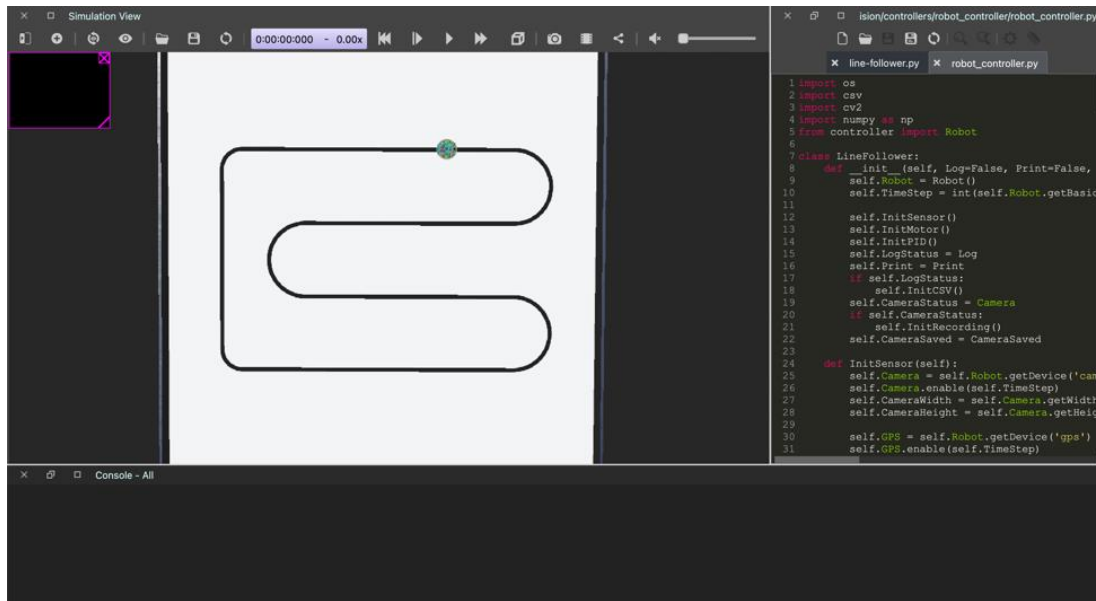 Simulation View
0:00:00:000 - 0.00x
ision/controllers/robot_controller/robot_controller.py
line-follower.py
robot_controller.py
1 import os
2 import csv
3 import cv2
4 import numpy as np
5 from controller import Robot
6
7 class LineFollower:
8 def __init__(self, Log=False, Print=False,
9 self.Robot = Robot()
10 self.TimeStep = int(self.Robot.getBasic
11
12 self.InitSensor()
13 self.InitMotor()
14 self.InitPID()
15 self.LogStatus = Log
16 self.Print = Print
17 if self.LogStatus:
18 self.InitCSV()
19 self.CameraStatus = Camera
20 if self.CameraStatus:
21 self.InitRecording()
22 self.CameraSaved = CameraSaved
23
24 def InitSensor(self):
25 self.Camera = self.Robot.getDevice('cam
26 self.Camera.enable(self.TimeStep)
27 self.CameraWidth = self.Camera.getWidth
28 self.CameraHeight = self.Camera.getHeig
29
30 self.GPS = self.Robot.getDevice('gps')
31 self.GPS.enable(self.TimeStep)
Console - All